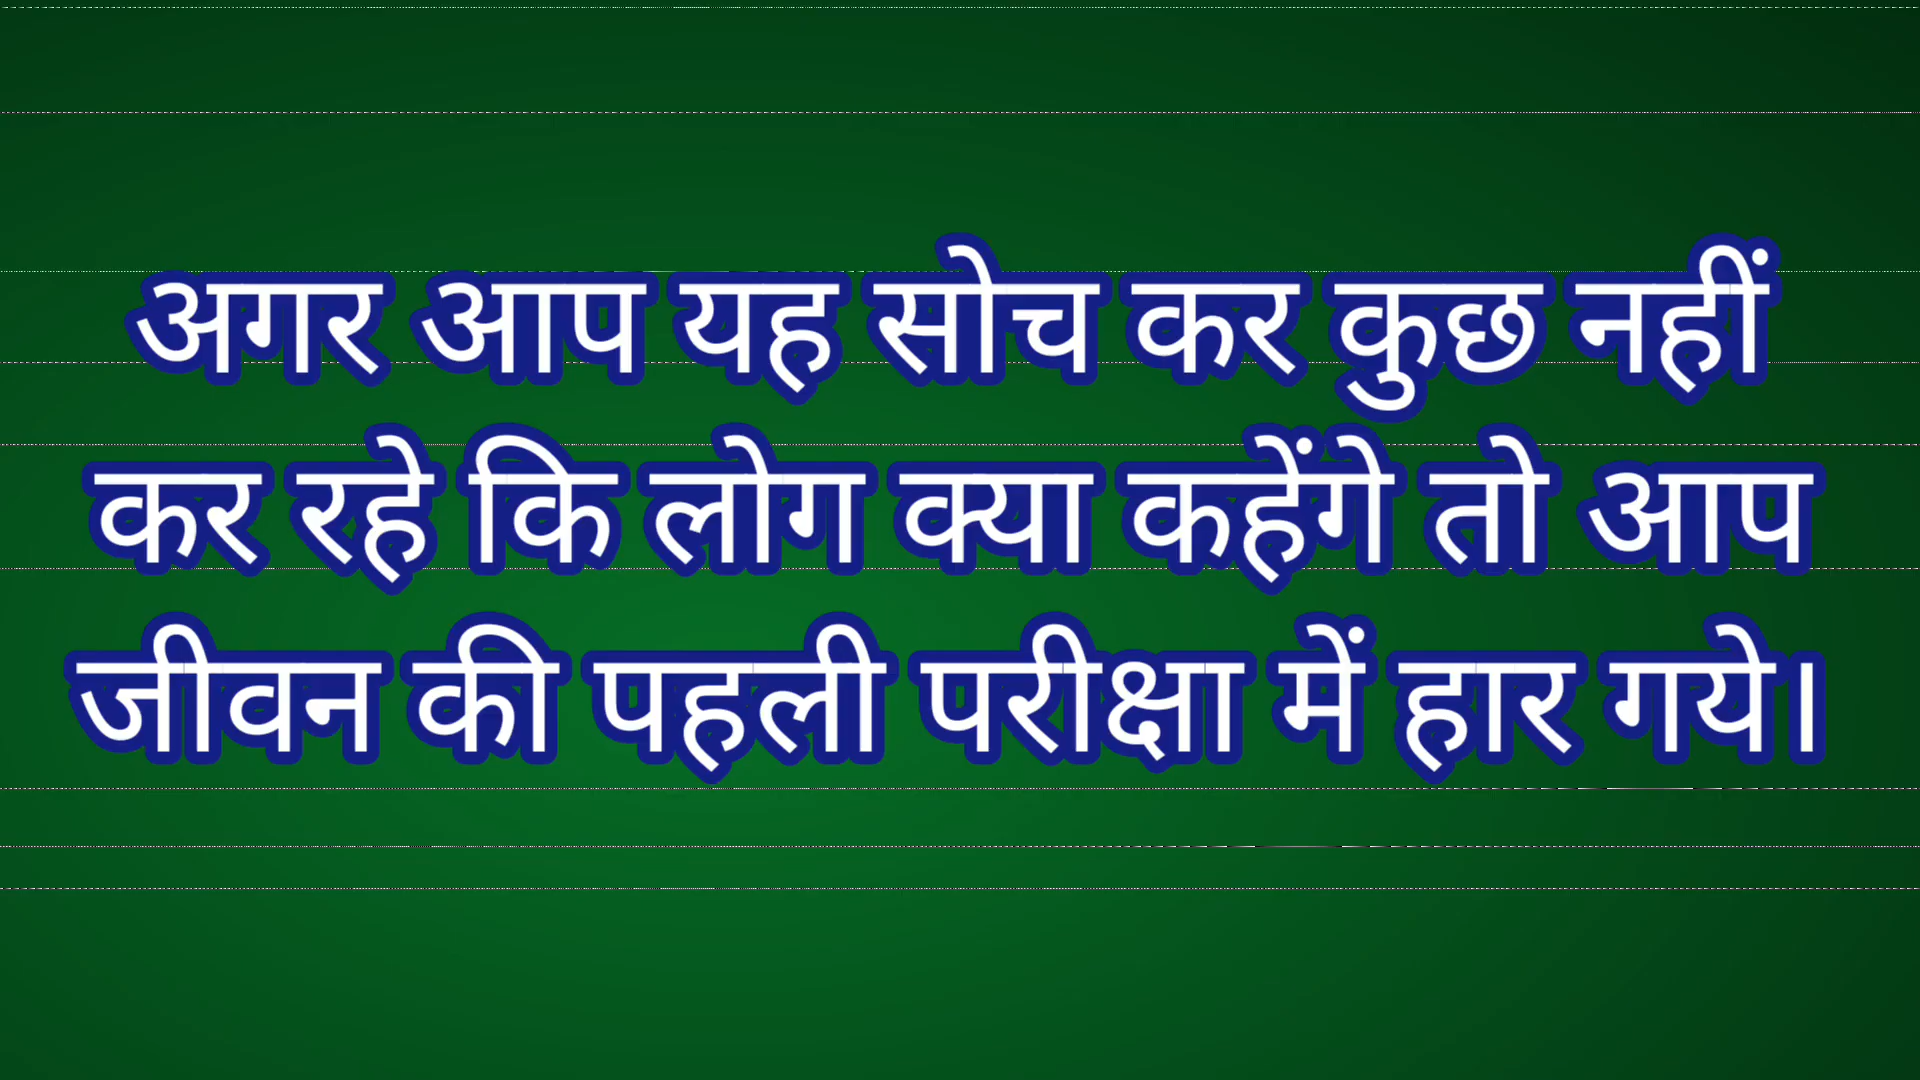 अगर आप यह सोच कर कुछ नहीं
कर रहे कि लोग क्या कहेंगे तो आप
जीवन की पहली परीक्षा में हार गये।